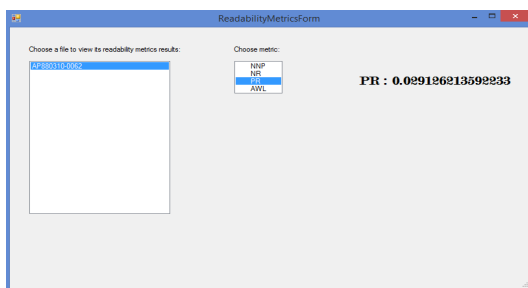 ReadabilityMetricsForm
Choose a file to view its readability metrics results:
AP880310-0062
Choose metric:
NNP
NR
PR
AWL
PR : 0.029126213592233